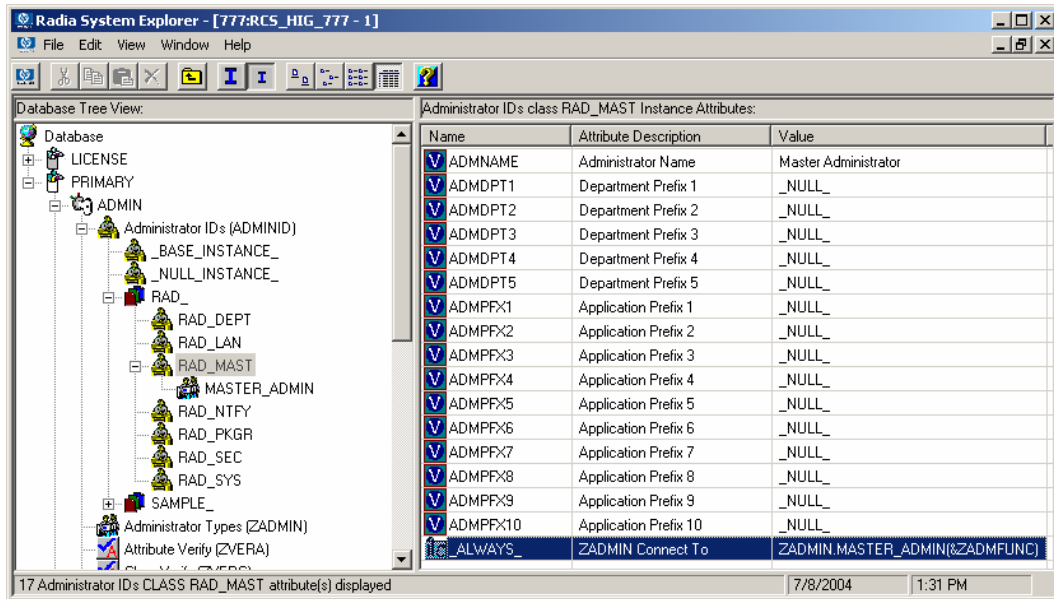 Radia System Explorer - [777:RCS_HIG_777 - 1]
File Edit View Window Help
Database Tree View:
Administrator IDs class RAD_MAST Instance Attributes:
Database
LICENSE
PRIMARY
ADMIN
Administrator IDs (ADMINID)
_BASE_INSTANCE_
_NULL_INSTANCE_
RAD_
RAD_DEPT
RAD_LAN
RAD_MAST
MASTER_ADMIN
RAD_NTFY
RAD_PKGR
RAD_SEC
RAD_SYS
SAMPLE_
Administrator Types (ZADMIN)
Attribute Verify (ZVERA)
Name Attribute Description Value
ADMNAME Administrator Name Master Administrator
ADMDPT1 Department Prefix 1 _NULL_
ADMDPT2 Department Prefix 2 _NULL_
ADMDPT3 Department Prefix 3 _NULL_
ADMDPT4 Department Prefix 4 _NULL_
ADMDPT5 Department Prefix 5 _NULL_
ADMPFX1 Application Prefix 1 _NULL_
ADMPFX2 Application Prefix 2 _NULL_
ADMPFX3 Application Prefix 3 _NULL_
ADMPFX4 Application Prefix 4 _NULL_
ADMPFX5 Application Prefix 5 _NULL_
ADMPFX6 Application Prefix 6 _NULL_
ADMPFX7 Application Prefix 7 _NULL_
ADMPFX8 Application Prefix 8 _NULL_
ADMPFX9 Application Prefix 9 _NULL_
ADMPFX10 Application Prefix 10 _NULL_
_ALWAYS_ ZADMIN Connect To ZADMIN.MASTER_ADMIN(&ZADMFUNC)
17 Administrator IDs CLASS RAD_MAST attribute(s) displayed
7/8/2004 1:31 PM